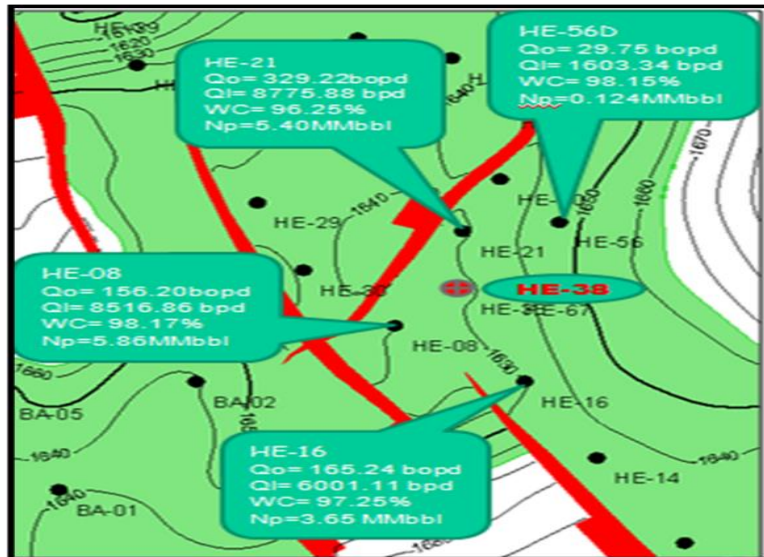 HE-21
Qo= 329.22bopd
Ql= 8775.88 bpd
WC= 96.25%
Np=5.40MMbbl
HE-56D
Qo= 29.75 bopd
Ql= 1603.34 bpd
WC= 98.15%
Np=0.124MMbbl
-1620
-1630
-1640
-1640
-1650
-1660
-1670
HE-29
HE-21
HE-56
HE-08
Qo= 156.20bopd
Ql= 8516.86 bpd
WC= 98.17%
Np=5.86MMbbl
HE-38
HE-67
HE-08
-1630
-1660
BA-05
BA-02
HE-16
-1640
-1640
BA-01
HE-16
Qo= 165.24 bopd
Ql= 6001.11 bpd
WC= 97.25%
Np=3.65 MMbbl
HE-14
-1640